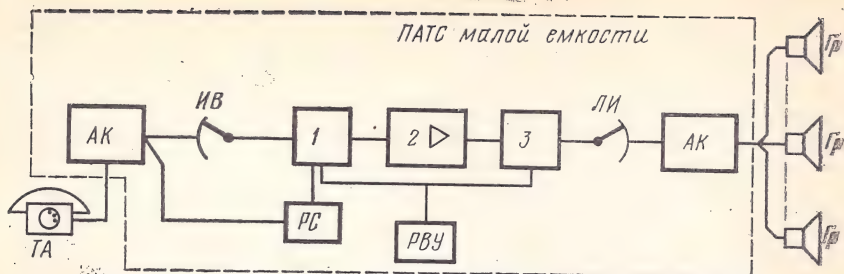 ПАТС малой емкости
Гр
ИВ
ЛИ
АК
1
2
3
АК
Гр
РС
РВУ
ТА
Гр